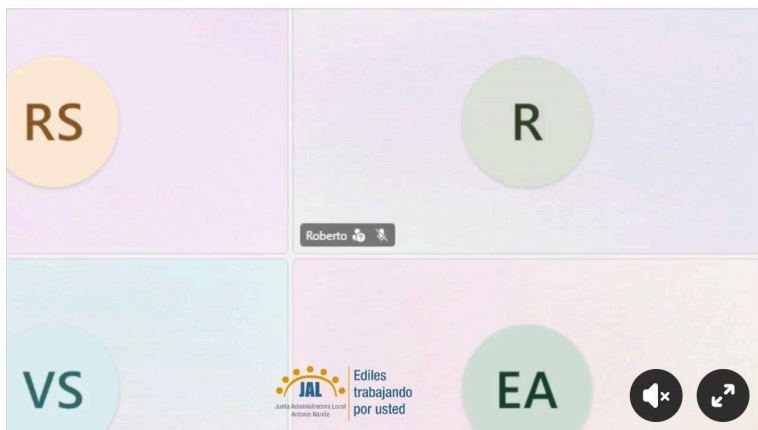 RS
R
Roberto
VS
EA
JAL
Junta Administradora Local
Antonio Nariño
Ediles
trabajando
por usted